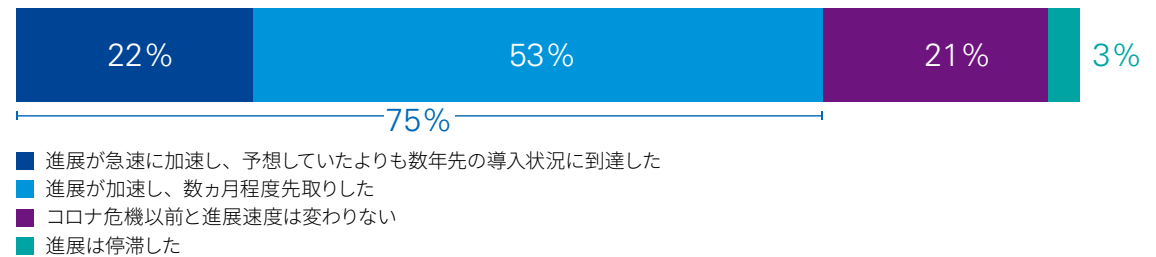 22% 53% 21% 3%
75%
進展が急速に加速し、予想していたよりも数年先の導入状況に到達した
進展が加速し、数ヵ月程度先取りした
コロナ危機以前と進展速度は変わりない
進展は停滞した